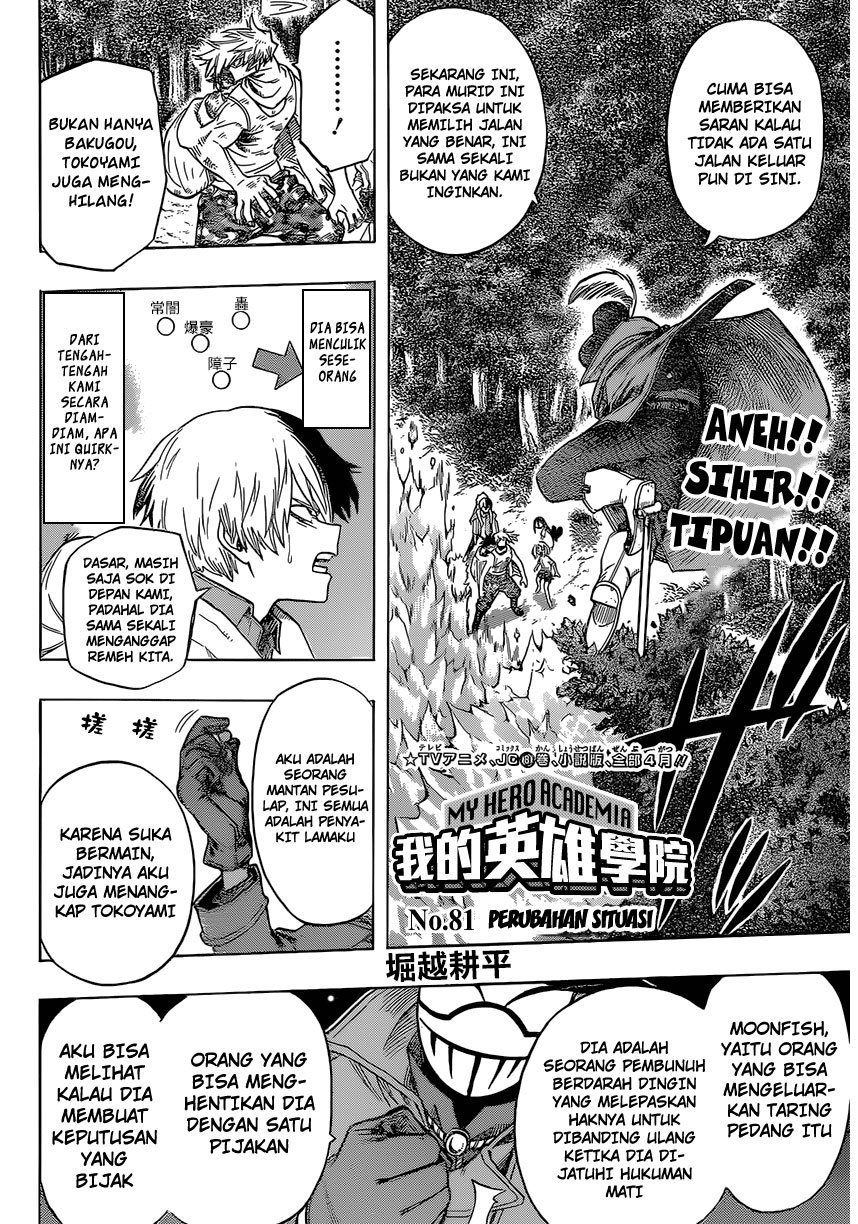 CUMA BISA
MEMBERIKAN
SARAN KALAU
TIDAK ADA SATU
JALAN KELUAR
PUN DI SINI.
SEKARANG INI,
PARA MURID INI
DIPAKSA UNTUK
MEMILIH JALAN
YANG BENAR, INI
SAMA SEKALI
BUKAN YANG KAMI
INGINKAN.
ANEH!!
SIHIR!!
TIPUAN!!
★TVアニメ、JC⑧巻、小説版、全部4月!!
MY HERO ACADEMIA
我的英雄學院
No.81 PERUBAHAN SITUASI
堀越耕平
.......!
BUKAN HANYA
BAKUGOU,
TOKOYAMI
JUGA MENG-
HILANG!
DIA BISA
MENCULIK
SESE-
ORANG
轟
爆豪
常闇
障子
DARI
TENGAH-
TENGAH
KAMI
SECARA
DIAM-
DIAM, APA
INI QUIRK-
NYA?
DASAR, MASIH
SAJA SOK DI
DEPAN KAMI,
PADAHAL DIA
SAMA SEKALI
MENGANGGAP
REMEH KITA.
搓 搓
AKU ADALAH
SEORANG
MANTAN PESU-
LAP, INI SEMUA
ADALAH PENYA-
KIT LAMAKU
KARENA SUKA
BERMAIN,
JADINYA AKU
JUGA MENANG-
KAP TOKOYAMI
MOONFISH,
YAITU ORANG
YANG BISA
MENGELUAR-
KAN TARING
PEDANG ITU
DIA ADALAH
SEORANG PEMBUNUH
BERDARAH DINGIN
YANG MELEPASKAN
HAKNYA UNTUK
DIBANDING ULANG
KETIKA DIA DI-
JATUHI HUKUMAN
MATI
ORANG YANG
BISA MENG-
HENTIKAN DIA
DENGAN SATU
PIJAKAN
AKU BISA
MELIHAT
KALAU DIA
MEMBUAT
KEPUTUSAN
YANG
BIJAK